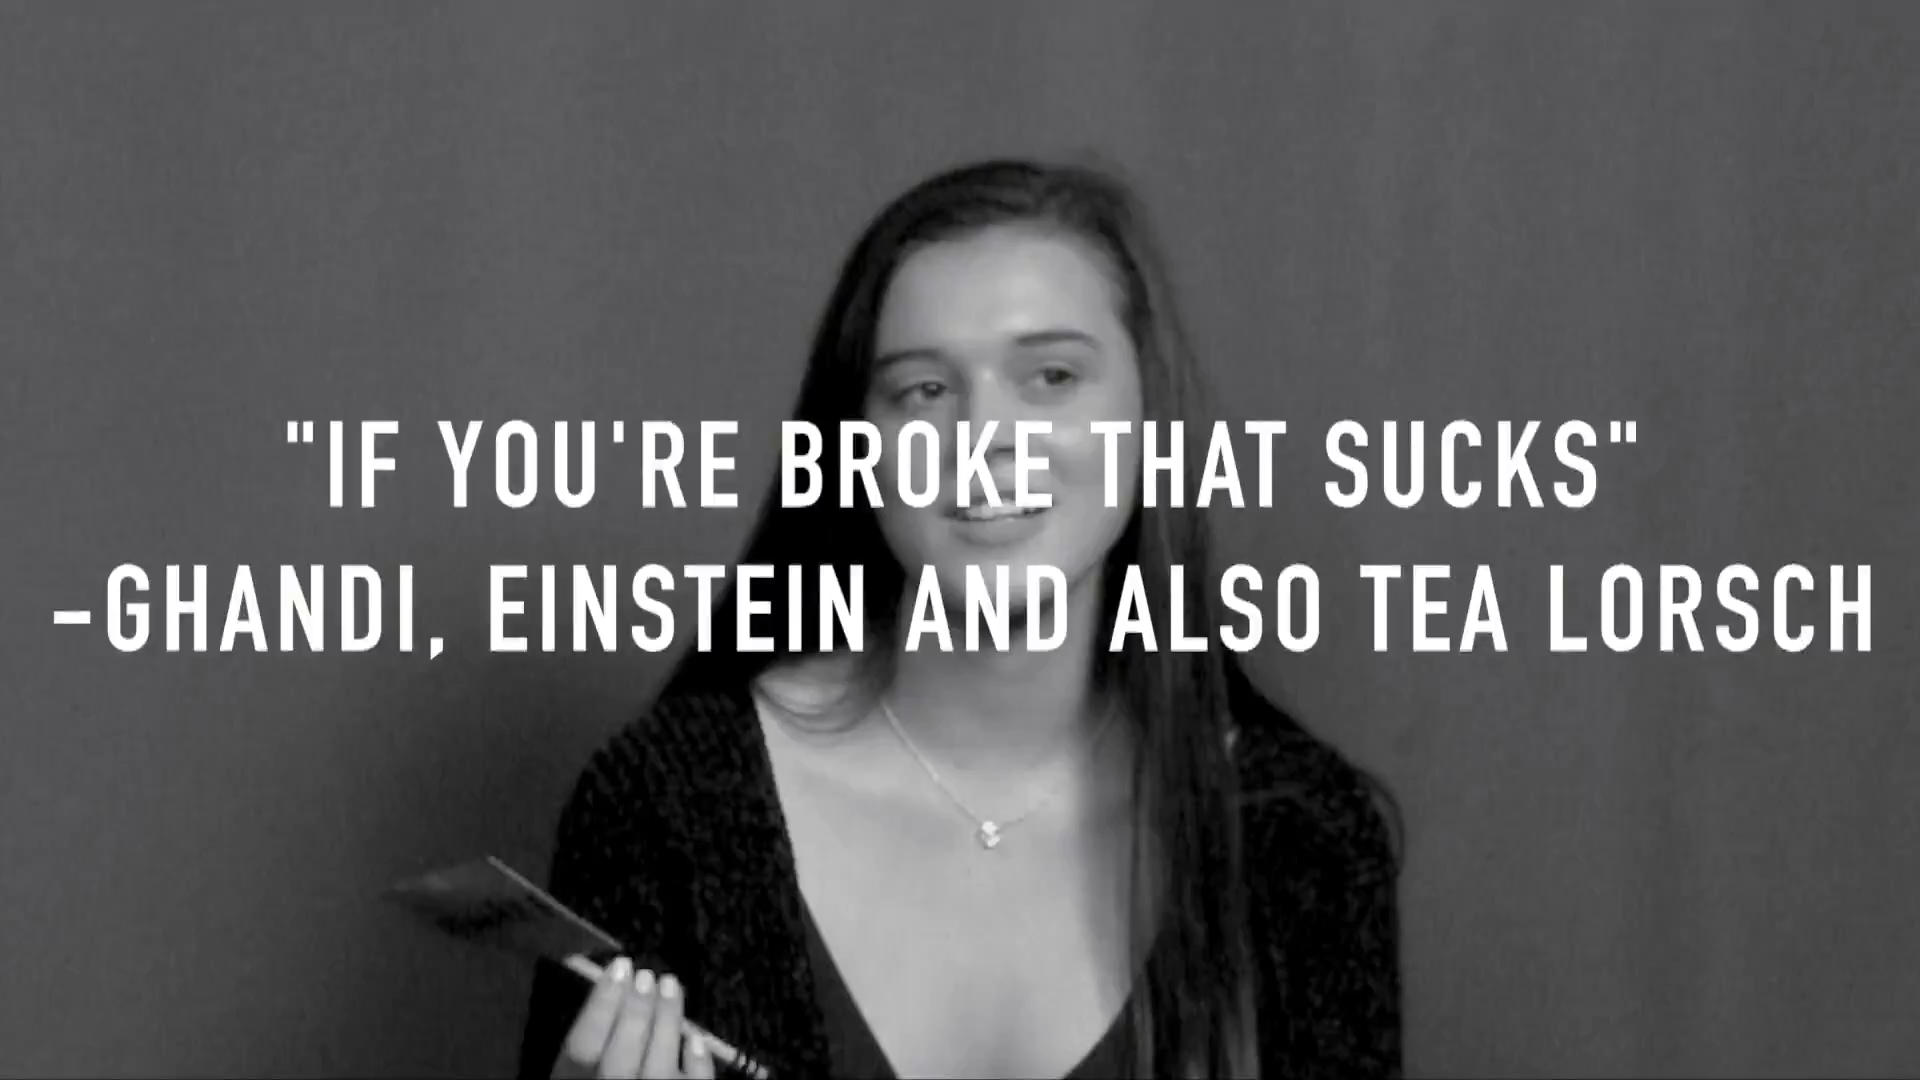 "IF YOU'RE BROKE THAT SUCKS"
-GHANDI, EINSTEIN AND ALSO TEA LORSCH